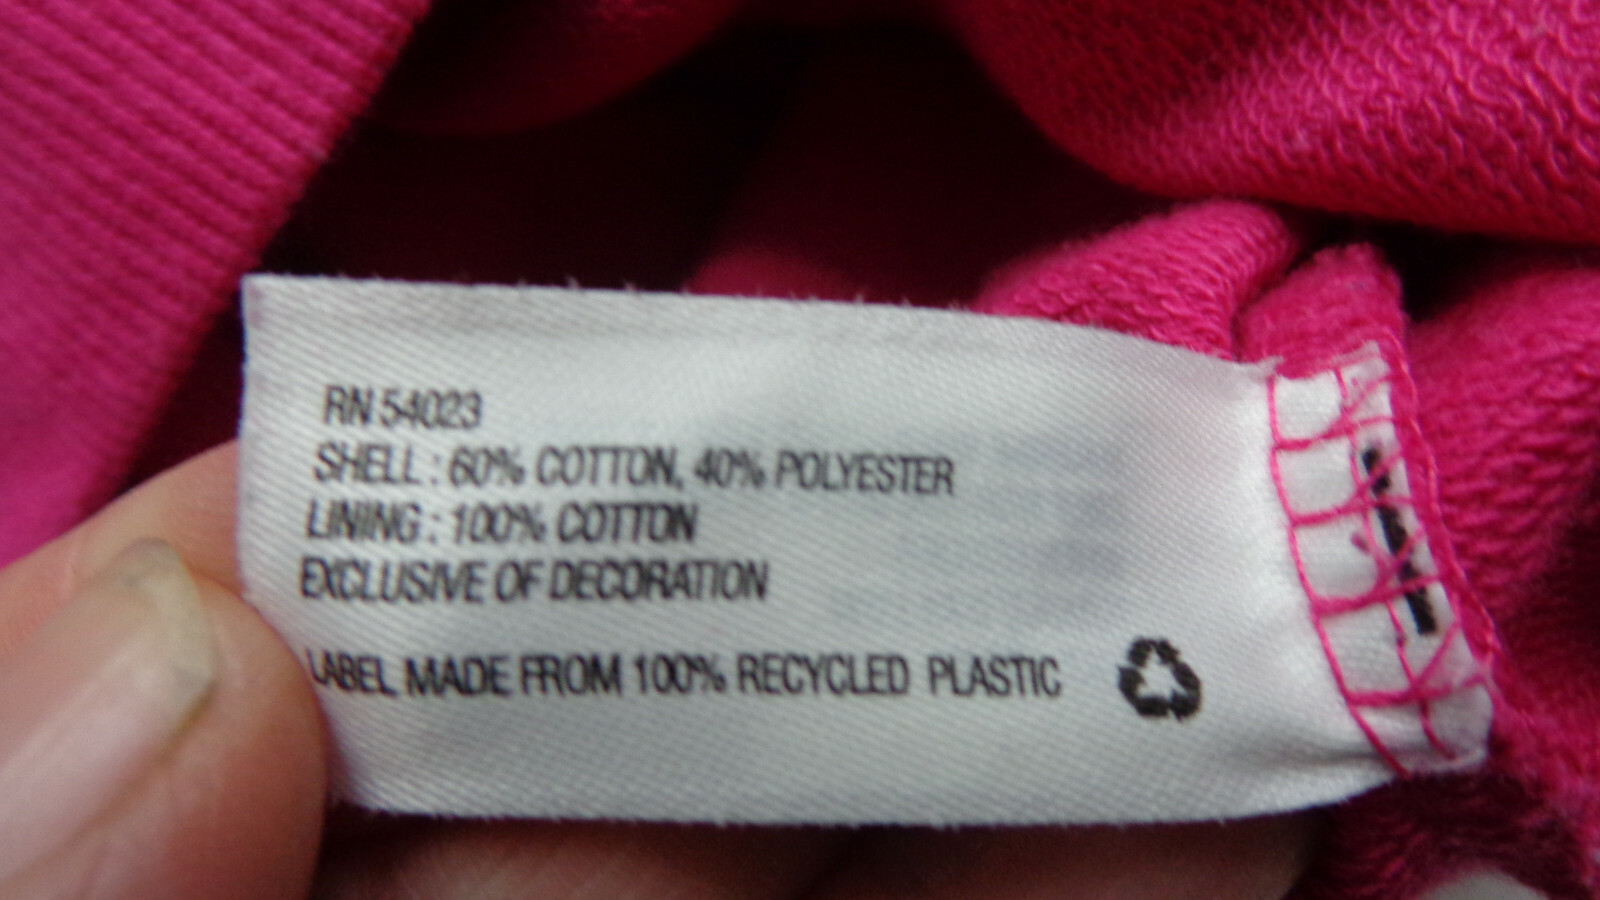 RN 54023
SHELL : 60% COTTON, 40% POLYESTER
LINING : 100% COTTON
EXCLUSIVE OF DECORATION
LABEL MADE FROM 100% RECYCLED PLASTIC